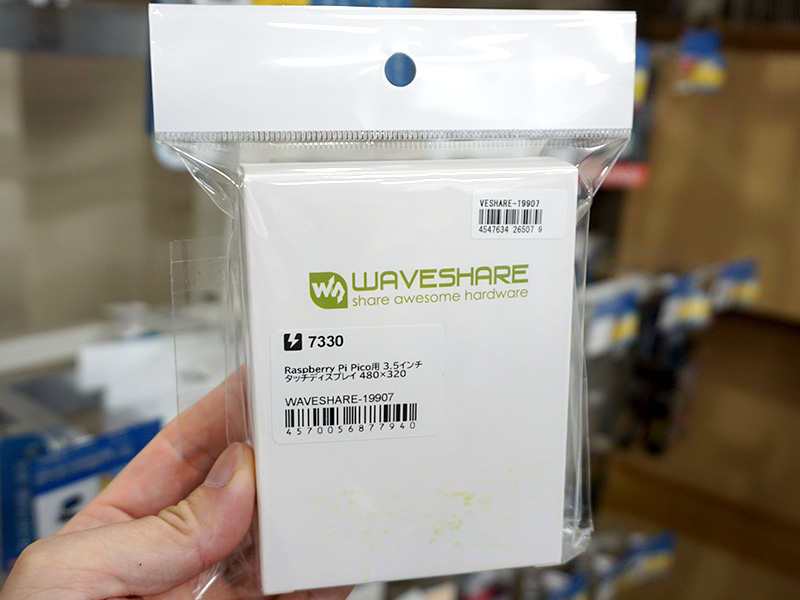 VESHARE-19907
4547634 26507 9
WAVESHARE
share awesome hardware
7330
Raspberry Pi Pico用 3.5インチ
タッチディスプレイ 480×320
WAVESHARE-19907
4570056877940